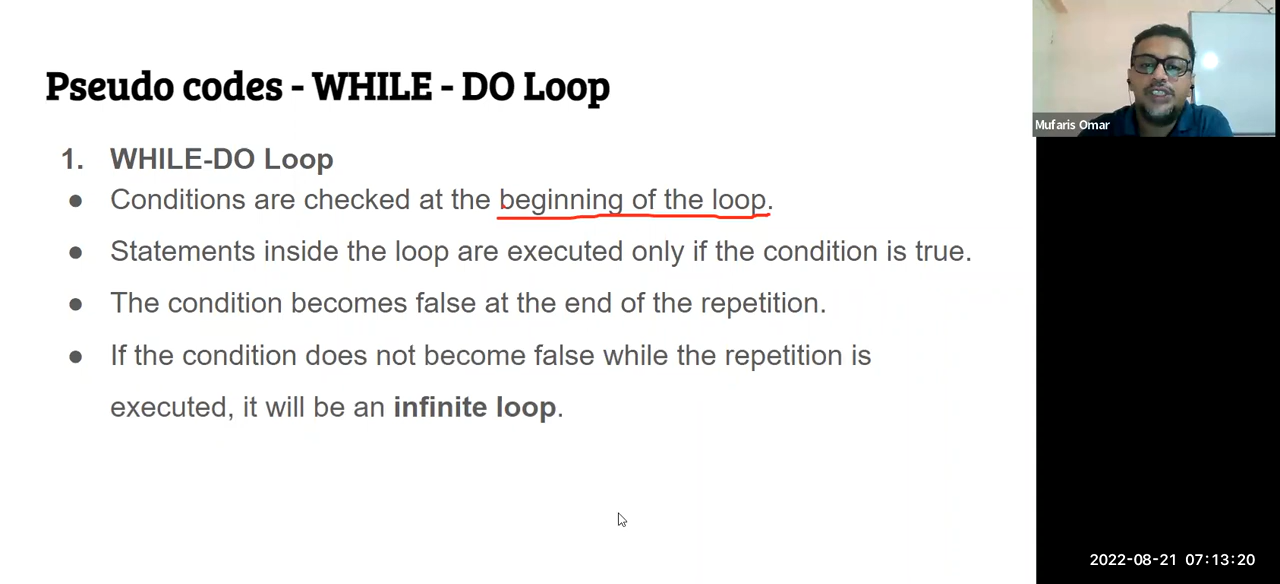 Pseudo codes - WHILE - DO Loop
1. WHILE-DO Loop
● Conditions are checked at the beginning of the loop.
● Statements inside the loop are executed only if the condition is true.
● The condition becomes false at the end of the repetition.
● If the condition does not become false while the repetition is
executed, it will be an infinite loop.
Mufaris Omar
2022-08-21 07:13:20